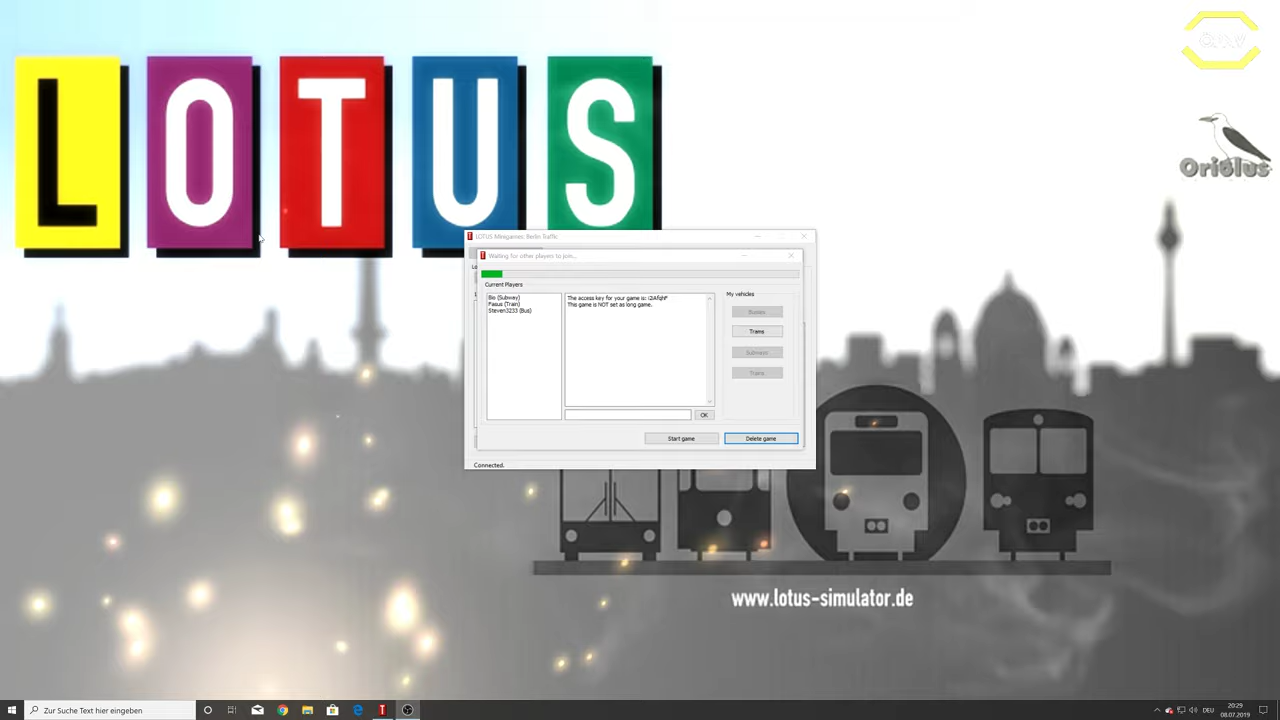 LOTUS
Oriolus
LOTUS Minigames: Berlin Traffic
Waiting for other players to join...
Current Players
Bio (Subway)
Fasus (Train)
Steven3233 (Bus)
This game is NOT set as long game.
My vehicles
Busses
Trams
Subways
Trains
OK
Start game
Delete game
Connected.
www.lotus-simulator.de
Zur Suche Text hier eingeben
DEU
20:29
08.07.2019